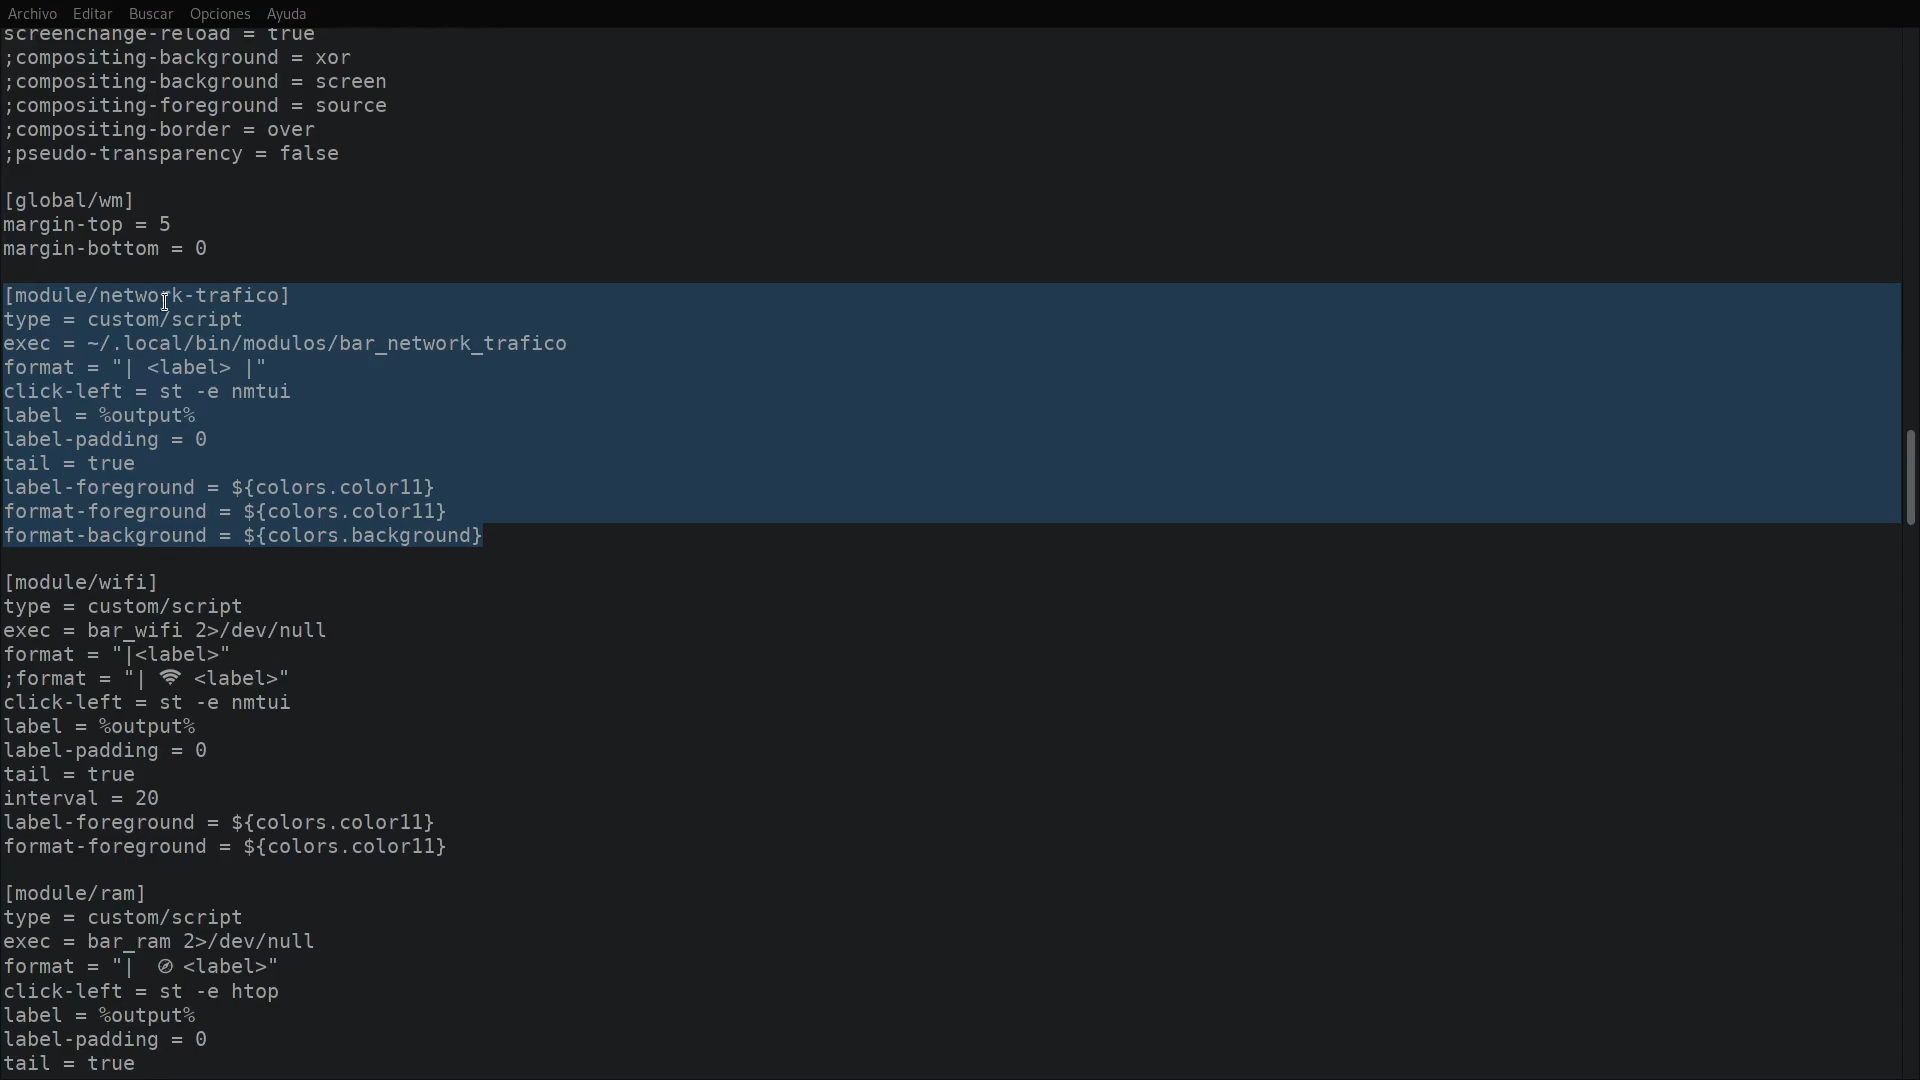 Archivo Editar Buscar Opciones Ayuda
screenchange-reload = true
;compositing-background = xor
;compositing-background = screen
;compositing-foreground = source
;compositing-border = over
;pseudo-transparency = false
[global/wm]
margin-top = 5
margin-bottom = 0
[module/network-trafico]
type = custom/script
exec = ~/.local/bin/modulos/bar_network_trafico
format = "| <label> |"
click-left = st -e nmtui
label = %output%
label-padding = 0
tail = true
label-foreground = ${colors.color11}
format-foreground = ${colors.color11}
format-background = ${colors.background}
[module/wifi]
type = custom/script
exec = bar_wifi 2>/dev/null
format = "|<label>"
;format = "| <label>"
click-left = st -e nmtui
label = %output%
label-padding = 0
tail = true
interval = 20
label-foreground = ${colors.color11}
format-foreground = ${colors.color11}
[module/ram]
type = custom/script
exec = bar_ram 2>/dev/null
format = "| <label>"
click-left = st -e htop
label = %output%
label-padding = 0
tail = true